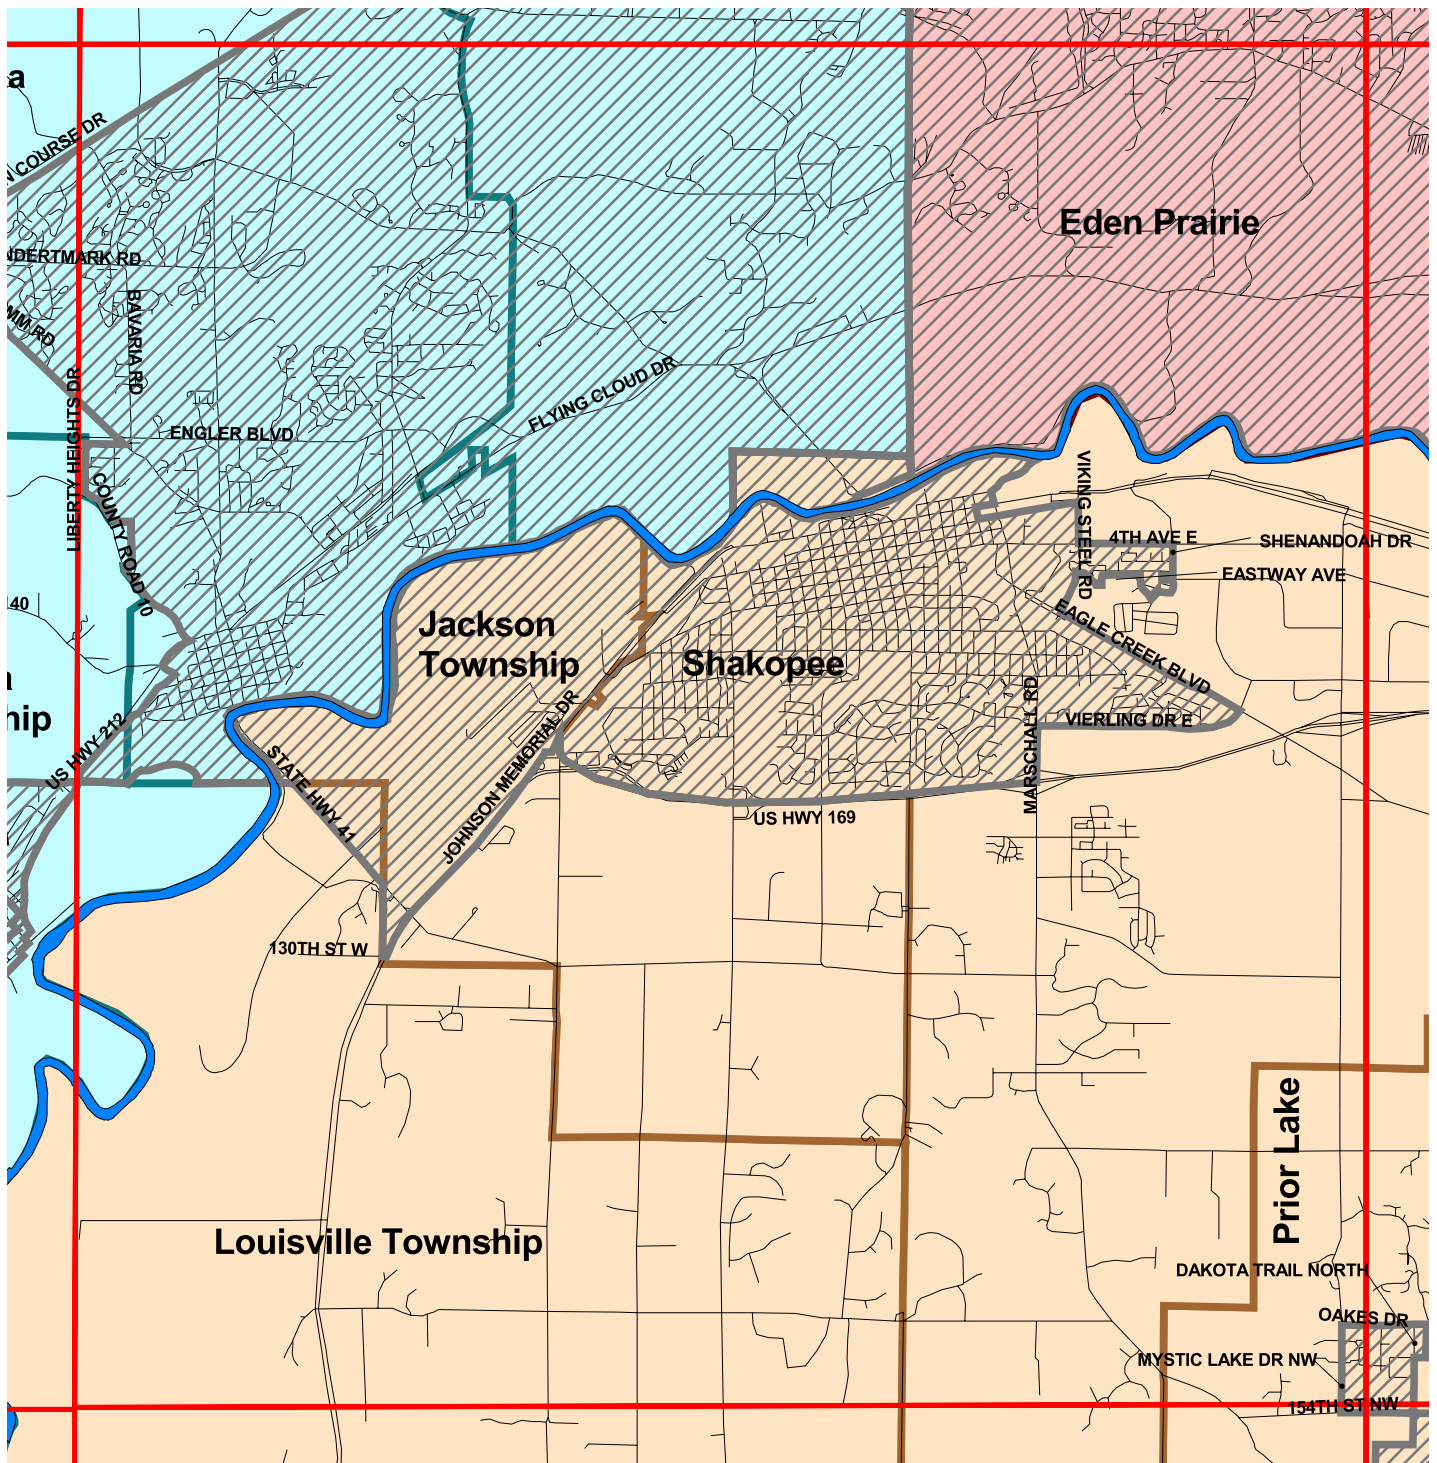 a
N COURSE DR
Eden Prairie
NDERTMARK RD
BAVARIA RD
MM RD
LIBERTY HEIGHTS DR
FLYING CLOUD DR
ENGLER BLVD
COUNTY ROAD 10
VIKING STEEL RD
4TH AVE E
SHENANDOAH DR
EASTWAY AVE
140
EAGLE CREEK BLVD
Jackson
Township
Shakopee
a
hip
US HWY 212
STATE HWY 41
JOHNSON MEMORIAL DR
MARSCHALL RD
VIERLING DR E
US HWY 169
130TH ST W
Prior Lake
Louisville Township
DAKOTA TRAIL NORTH
OAKES DR
MYSTIC LAKE DR NW
154TH ST NW